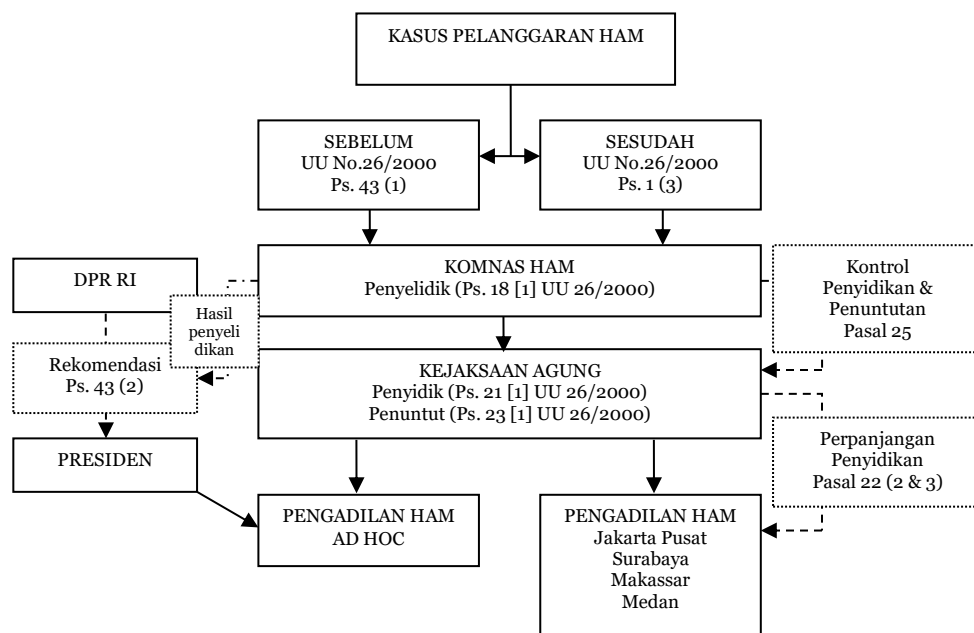 KASUS PELANGGARAN HAM
SEBELUM
UU No.26/2000
Ps. 43 (1)
SESUDAH
UU No.26/2000
Ps. 1 (3)
DPR RI
KOMNAS HAM
Penyelidik (Ps. 18 [1] UU 26/2000)
Kontrol
Penyidikan &
Penuntutan
Pasal 25
Hasil
penyeli
dikan
Rekomendasi
Ps. 43 (2)
KEJAKSAAN AGUNG
Penyidik (Ps. 21 [1] UU 26/2000)
Penuntut (Ps. 23 [1] UU 26/2000)
PRESIDEN
Perpanjangan
Penyidikan
Pasal 22 (2 & 3)
PENGADILAN HAM
AD HOC
PENGADILAN HAM
Jakarta Pusat
Surabaya
Makassar
Medan